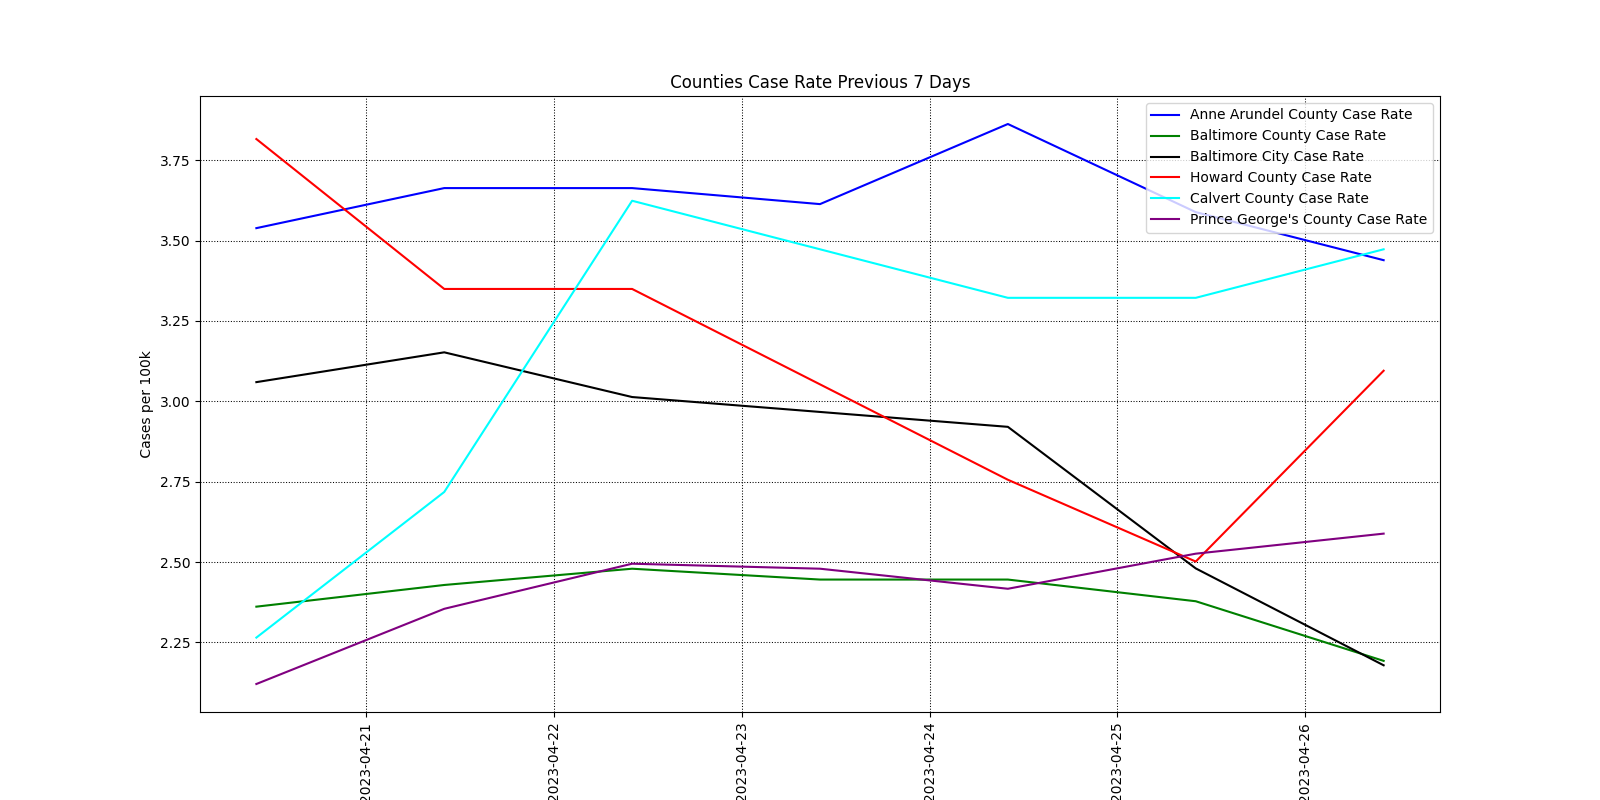 Counties Case Rate Previous 7 Days
Anne Arundel County Case Rate
Baltimore County Case Rate
Baltimore City Case Rate
Howard County Case Rate
Calvert County Case Rate
Prince George's County Case Rate
Cases per 100k
3.75
3.50
3.25
3.00
2.75
2.50
2.25
2023-04-21
2023-04-22
2023-04-23
2023-04-24
2023-04-25
2023-04-26